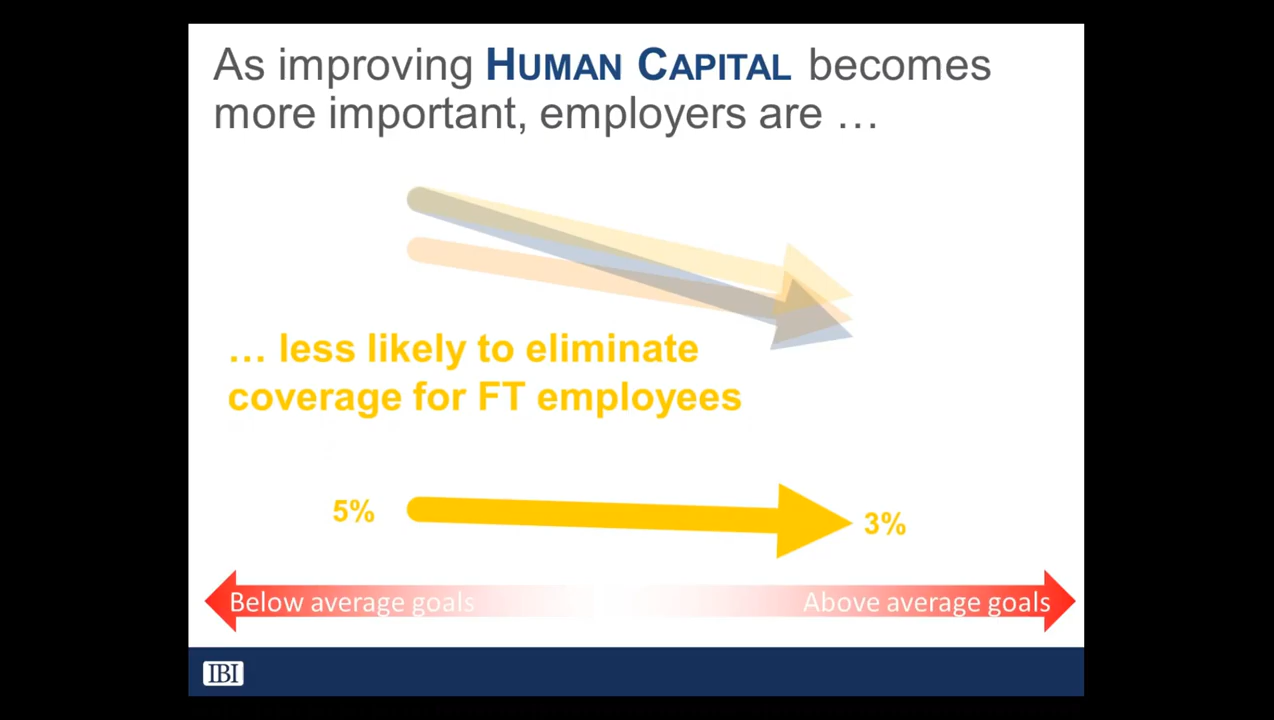 As improving HUMAN CAPITAL becomes
more important, employers are …
… less likely to eliminate
coverage for FT employees
5%
3%
Below average goals
Above average goals
IBI